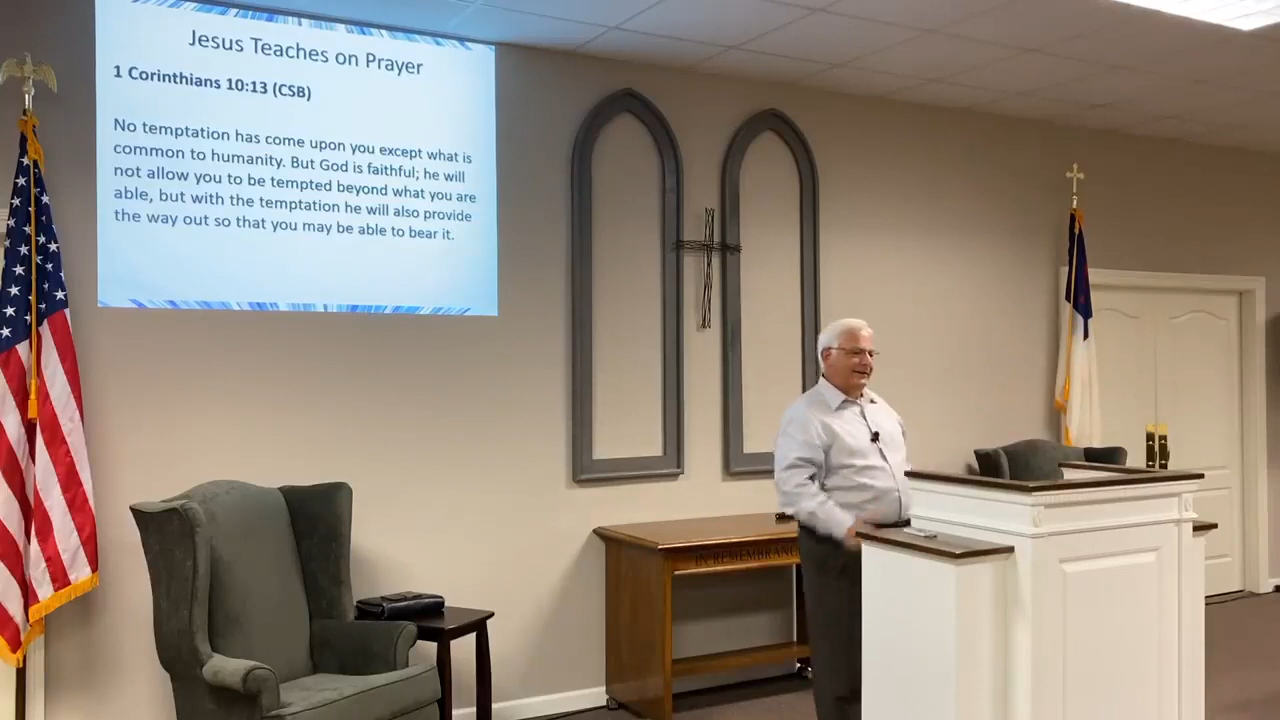 Jesus Teaches on Prayer
1 Corinthians 10:13 (CSB)
No temptation has come upon you except what is
common to humanity. But God is faithful; he will
not allow you to be tempted beyond what you are
able, but with the temptation he will also provide
the way out so that you may be able to bear it.
IN REMEMBRANC